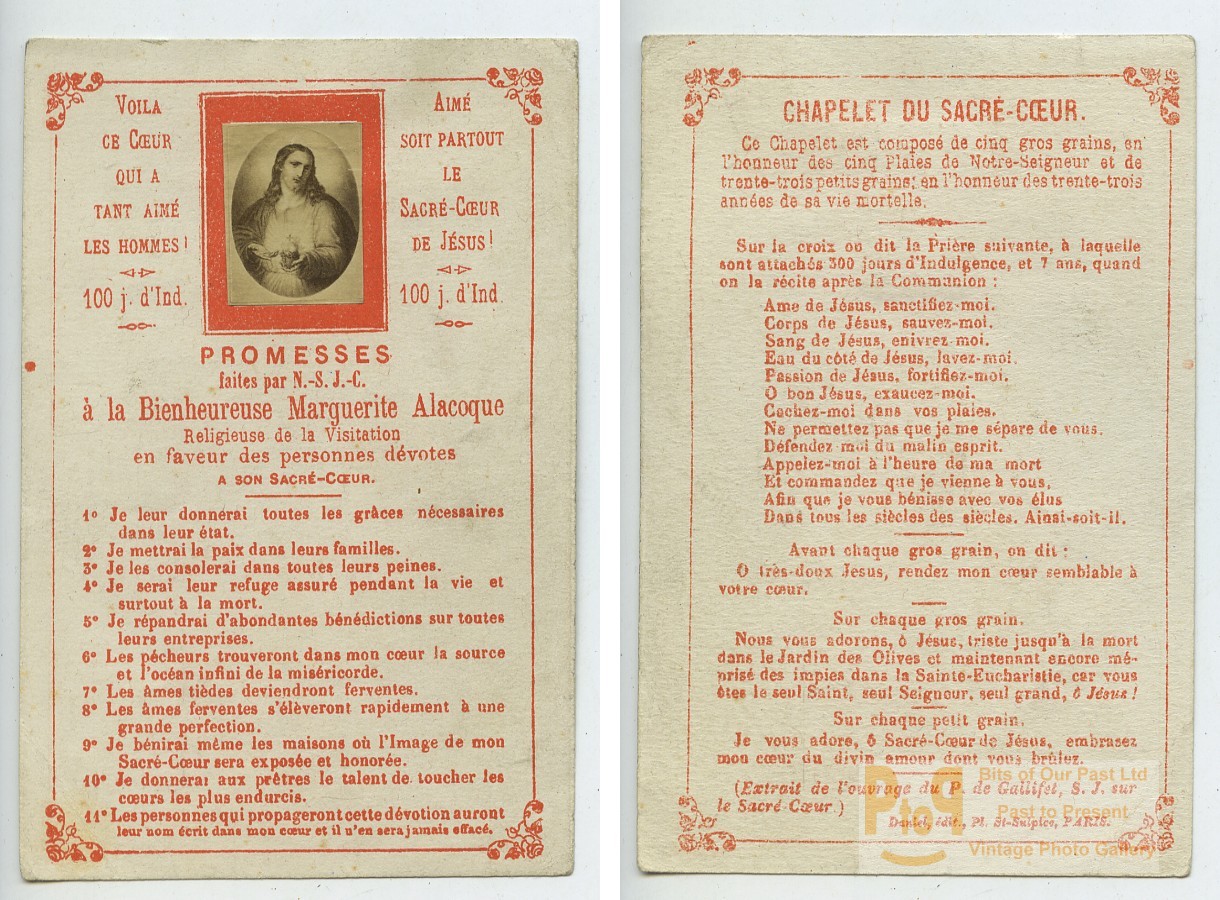 VOILA
CE CŒUR
QUI A
TANT AIMÉ
LES HOMMES!
100 j. d'Ind.
AIMÉ
SOIT PARTOUT
LE
SACRÉ-CŒUR
DE JÉSUS!
100 j. d'Ind.
PROMESSES
faites par N.-S. J.-C.
à la Bienheureuse Marguerite Alacoque
Religieuse de la Visitation
en faveur des personnes dévotes
A SON SACRÉ-CŒUR.
1º Je leur donnerai toutes les grâces nécessaires
dans leur état.
2º Je mettrai la paix dans leurs familles.
3º Je les consolerai dans toutes leurs peines.
4º Je serai leur refuge assuré pendant la vie et
surtout à la mort.
5º Je répandrai d'abondantes bénédictions sur toutes
leurs entreprises.
6º Les pécheurs trouveront dans mon cœur la source
et l'océan infini de la miséricorde.
7º Les âmes tièdes deviendront ferventes.
8º Les âmes ferventes s'élèveront rapidement à une
grande perfection.
9º Je bénirai même les maisons où l'Image de mon
Sacré-Cœur sera exposée et honorée.
10º Je donnerai aux prêtres le talent de toucher les
cœurs les plus endurcis.
11º Les personnes qui propageront cette dévotion auront
leur nom écrit dans mon cœur et il n'en sera jamais effacé.
CHAPELET DU SACRÉ-CŒUR.
Ce Chapelet est composé de cinq gros grains, en
l'honneur des cinq Plaies de Notre-Seigneur et de
trente-trois petits grains; en l'honneur des trente-trois
années de sa vie mortelle.
Sur la croix on dit la Prière suivante, à laquelle
sont attachés 300 jours d'Indulgence, et 7 ans, quand
on la récite après la Communion :
Ame de Jésus, sanctifiez-moi.
Corps de Jésus, sauvez-moi.
Sang de Jésus, enivrez-moi.
Eau du côté de Jésus, lavez-moi.
Passion de Jésus, fortifiez-moi.
O bon Jésus, exaucez-moi.
Cachez-moi dans vos plaies.
Ne permettez pas que je me sépare de vous.
Défendez-moi du malin esprit.
Appelez-moi à l'heure de ma mort
Et commandez que je vienne à vous,
Afin que je vous bénisse avec vos élus
Dans tous les siècles des siècles. Ainsi-soit-il.
Avant chaque gros grain, on dit :
O très-doux Jesus, rendez mon cœur semblable à
votre cœur.
Sur chaque gros grain.
Nous vous adorons, ô Jésus, triste jusqu'à la mort
dans le Jardin des Olives et maintenant encore mé-
prisé des impies dans la Sainte-Eucharistie, car vous
êtes le seul Saint, seul Seigneur, seul grand, ô Jésus!
Sur chaque petit grain.
Je vous adore, ô Sacré-Cœur de Jésus, embrasez
mon cœur du divin amour dont vous brûlez.
(Extrait de l'ouvrage du P. de Gallifet, S. J. sur
le Sacré Cœur.)
Daniel, édit., Pl. St-Sulpice, PARIS.
PtoP
Bits of Our Past Ltd
Past to Present
Vintage Photo Gallery